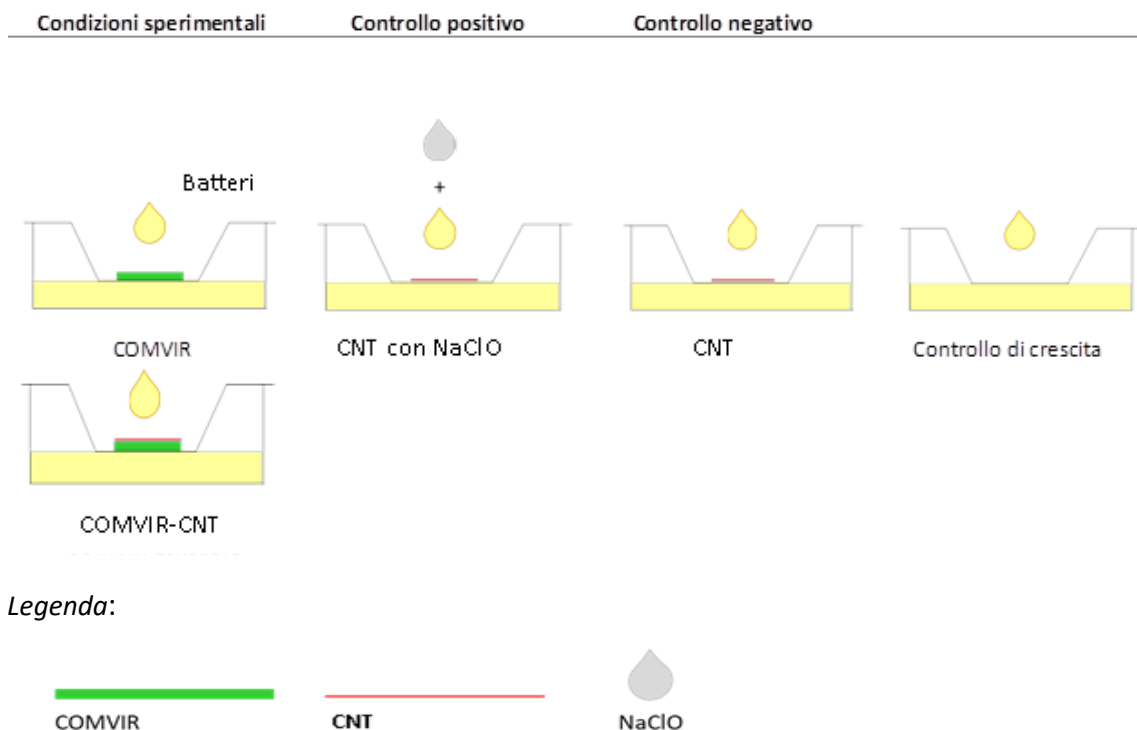 Condizioni sperimentali Controllo positivo Controllo negativo
Batteri
+
COMVIR CNT con NaClO CNT Controllo di crescita
COMVIR-CNT
Legenda:
COMVIR CNT NaClO